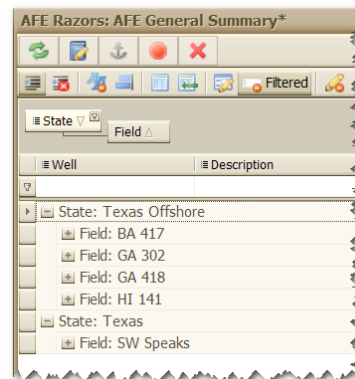 AFE Razors: AFE General Summary*
Filtered
State
Field
Well Description
State: Texas Offshore
Field: BA 417
Field: GA 302
Field: GA 418
Field: HI 141
State: Texas
Field: SW Speaks